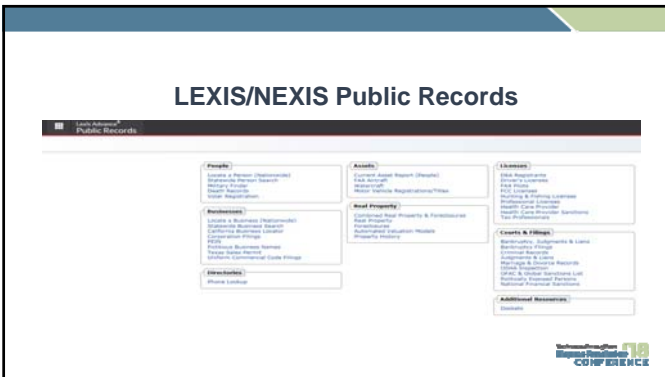 LEXIS/NEXIS Public Records
Lexis Advance®
Public Records
People
Locate a Person (Nationwide)
Statewide Person Search
Military Finder
Death Records
Voter Registration
Businesses
Locate a Business (Nationwide)
Statewide Business Search
California Business Locator
Corporation Filings
FEIN
Fictitious Business Names
Texas Sales Permit
Uniform Commercial Code Filings
Directories
Phone Lookup
Assets
Current Asset Report (People)
FAA Aircraft
Watercraft
Motor Vehicle Registrations/Titles
Real Property
Combined Real Property & Foreclosures
Real Property
Foreclosures
Automated Valuation Models
Property History
Licenses
DEA Registrants
Driver's Licenses
FAA Pilots
FCC Licenses
Hunting & Fishing Licenses
Professional Licenses
Health Care Provider
Health Care Provider Sanctions
Tax Professionals
Courts & Filings
Bankruptcy, Judgments & Liens
Bankruptcy Filings
Criminal Records
Judgments & Liens
Marriage & Divorce Records
OSHA Inspection
OFAC & Global Sanctions List
Politically Exposed Persons
National Financial Sanctions
Additional Resources
CONFERENCE